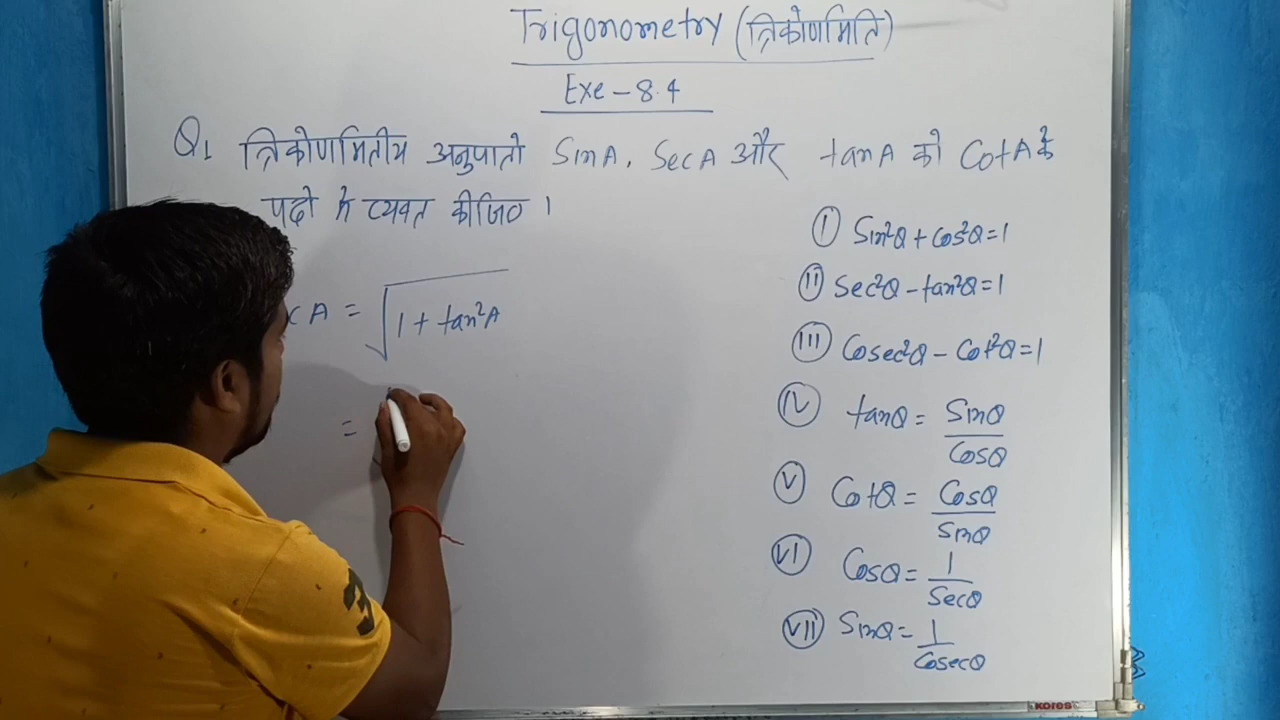 Trigonometry (त्रिकोणमिति)
Exe - 8.4
Q1 त्रिकोणमितीय अनुपातो SinA, SecA और tanA को CotA के
पदो में व्यक्त कीजिए ।
A = √(1 + tan²A)
=
I Sin²θ + Cos²θ = 1
II Sec²θ - tan²θ = 1
III Cosec²θ - Cot²θ = 1
IV tanθ = Sinθ / Cosθ
V Cotθ = Cosθ / Sinθ
VI Cosθ = 1 / Secθ
VII Sinθ = 1 / Cosecθ
KORES